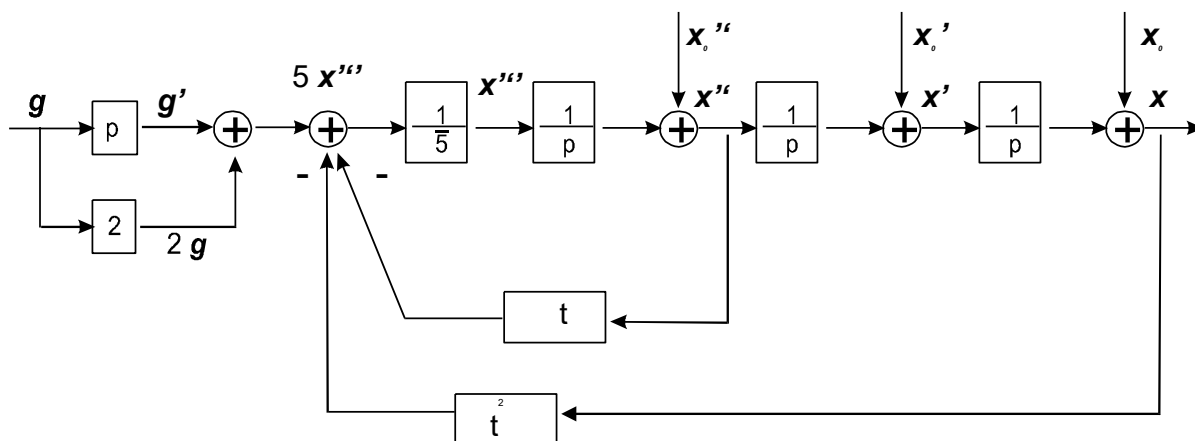 g
p
g’
+
2
2 g
5 x”‘’
+
-
-
1
5
x”‘’
1
p
x₀”‘
+
x”‘
1
p
x₀’
+
x’
1
p
x₀
+
x
t
t²